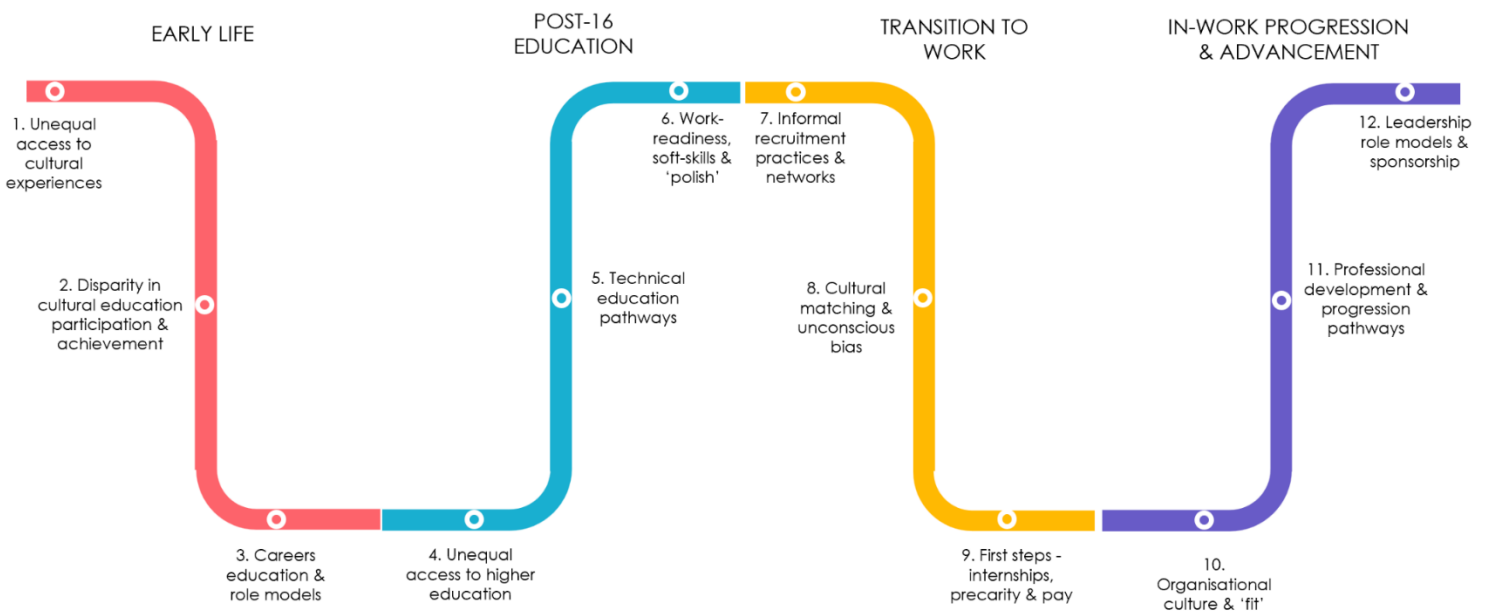 EARLY LIFE
POST-16
EDUCATION
TRANSITION TO
WORK
IN-WORK PROGRESSION
& ADVANCEMENT
1. Unequal
access to
cultural
experiences
2. Disparity in
cultural education
participation &
achievement
3. Careers
education &
role models
4. Unequal
access to higher
education
5. Technical
education
pathways
6. Work-
readiness,
soft-skills &
‘polish’
7. Informal
recruitment
practices &
networks
8. Cultural
matching &
unconscious
bias
9. First steps -
internships,
precarity & pay
10.
Organisational
culture & ‘fit’
11. Professional
development &
progression
pathways
12. Leadership
role models &
sponsorship